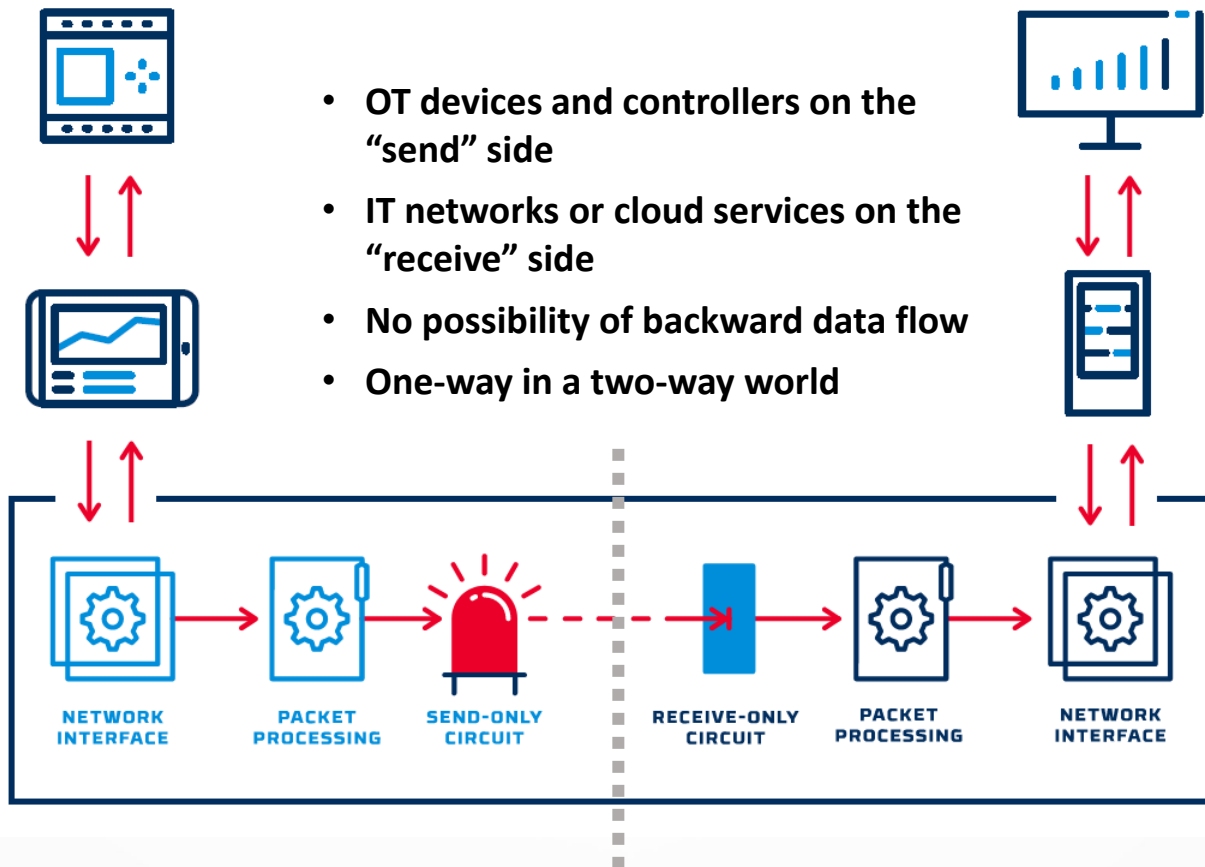 • OT devices and controllers on the
“send” side
• IT networks or cloud services on the
“receive” side
• No possibility of backward data flow
• One-way in a two-way world
NETWORK
INTERFACE
PACKET
PROCESSING
SEND-ONLY
CIRCUIT
RECEIVE-ONLY
CIRCUIT
PACKET
PROCESSING
NETWORK
INTERFACE